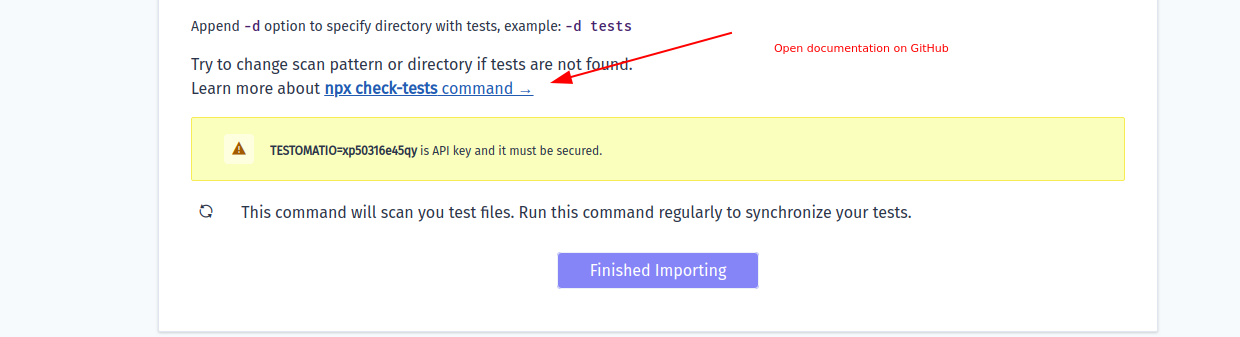 Append -d option to specify directory with tests, example: -d tests
Open documentation on GitHub
Try to change scan pattern or directory if tests are not found.
Learn more about npx check-tests command →
TESTOMATIO=xp50316e45qy is API key and it must be secured.
This command will scan you test files. Run this command regularly to synchronize your tests.
Finished Importing